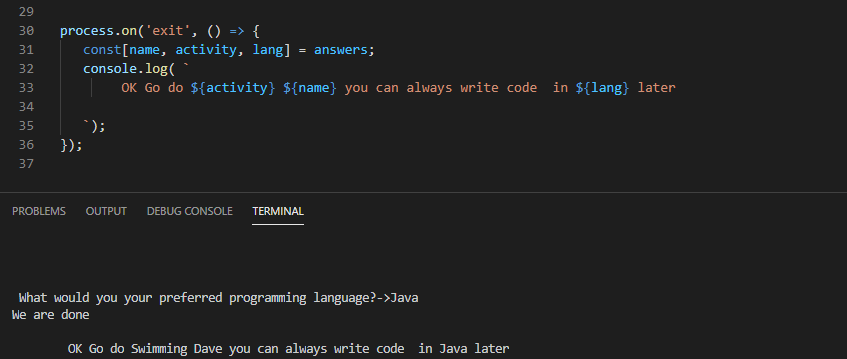 29
30 process.on('exit', () => {
31 const[name, activity, lang] = answers;
32 console.log( `
33 OK Go do ${activity} ${name} you can always write code  in ${lang} later
34
35 `);
36 });
37
PROBLEMS OUTPUT DEBUG CONSOLE TERMINAL
What would you your preferred programming language?->Java
We are done
OK Go do Swimming Dave you can always write code  in Java later